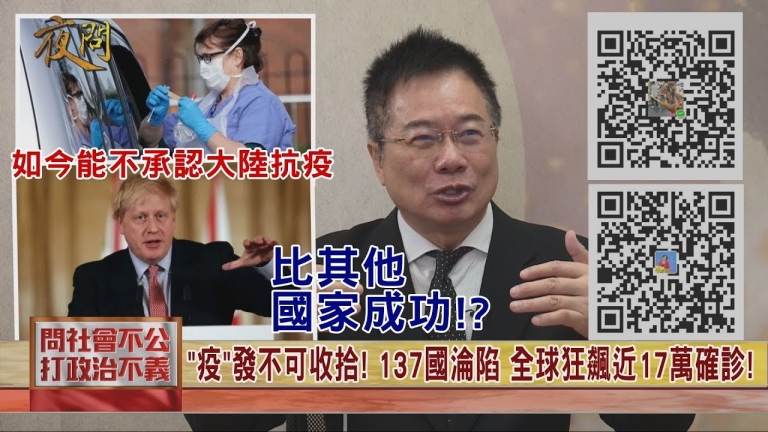 夜問
如今能不承認大陸抗疫
比其他
國家成功!?
問社會不公
打政治不義
"疫"發不可收拾! 137國淪陷 全球狂飆近17萬確診!